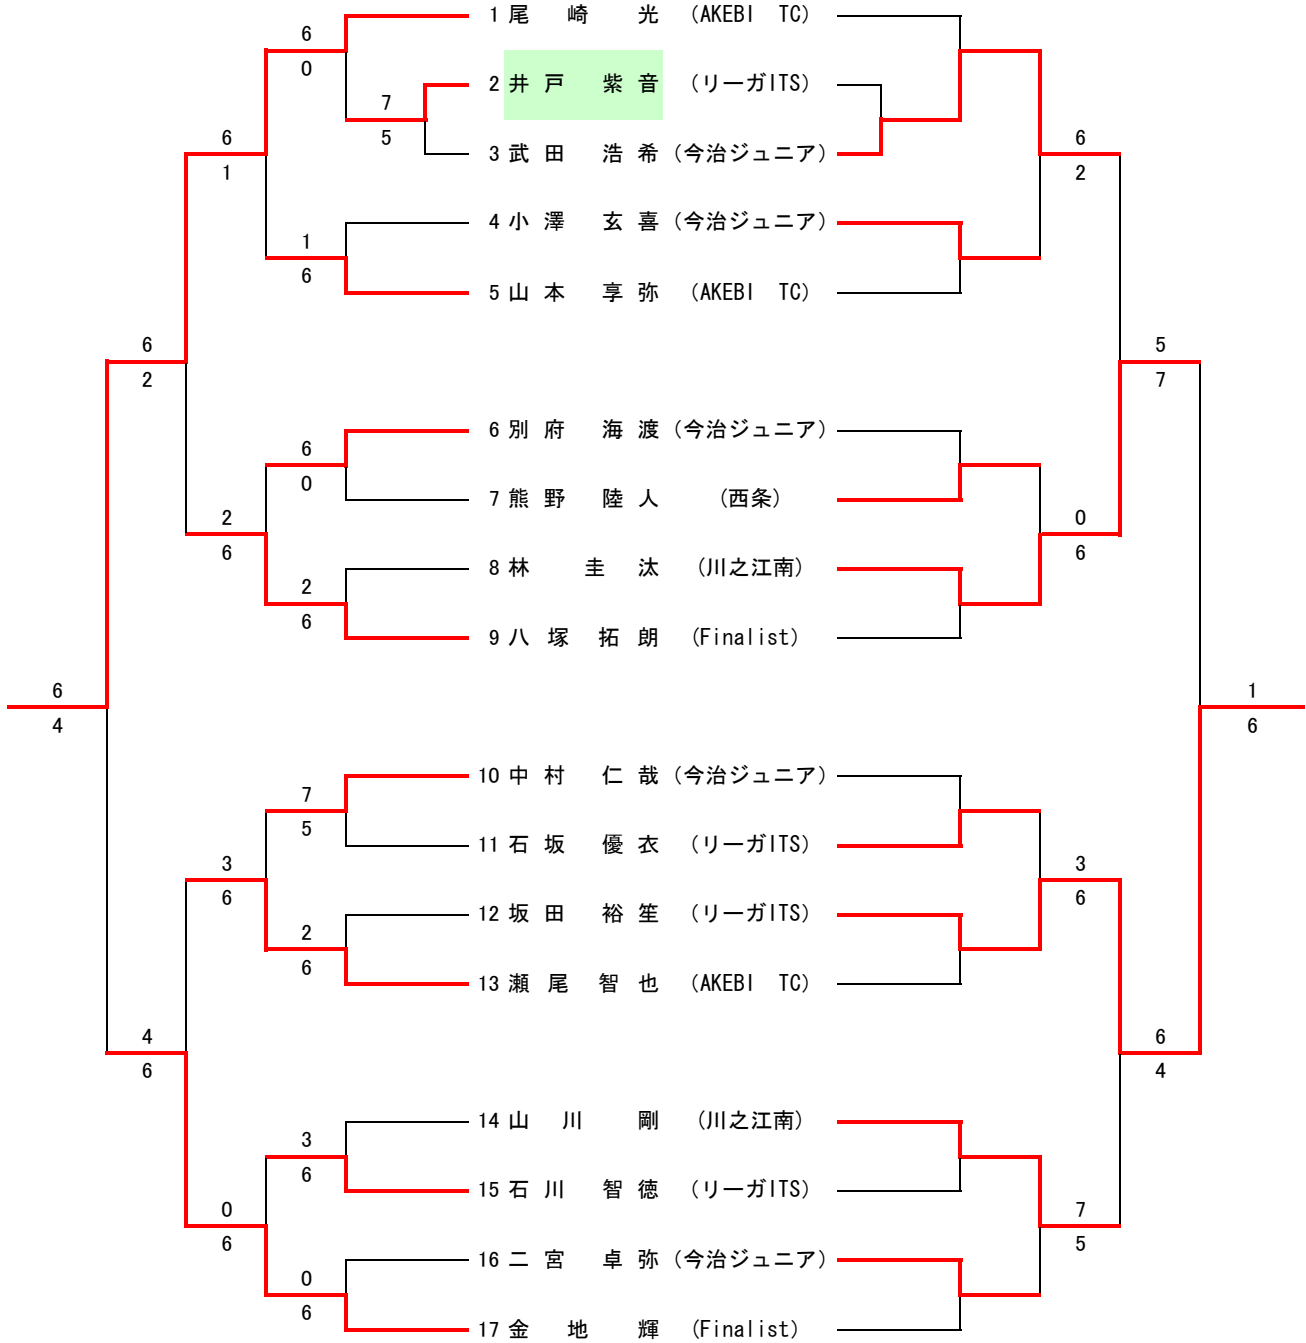 1 尾 崎 光 (AKEBI TC)
6
0
2 井 戸 紫 音 (リーガITS)
7
5
3 武 田 浩 希 (今治ジュニア)
6
1
6
2
4 小 澤 玄 喜 (今治ジュニア)
1
6
5 山 本 享 弥 (AKEBI TC)
6
2
5
7
6 別 府 海 渡 (今治ジュニア)
6
0
7 熊 野 陸 人 (西条)
2
6
0
6
8 林 圭 汰 (川之江南)
2
6
9 八 塚 拓 朗 (Finalist)
6
4
1
6
10 中 村 仁 哉 (今治ジュニア)
7
5
11 石 坂 優 衣 (リーガITS)
3
6
3
6
12 坂 田 裕 笙 (リーガITS)
2
6
13 瀬 尾 智 也 (AKEBI TC)
4
6
6
4
14 山 川 剛 (川之江南)
3
6
15 石 川 智 徳 (リーガITS)
0
6
7
5
16 二 宮 卓 弥 (今治ジュニア)
0
6
17 金 地 輝 (Finalist)